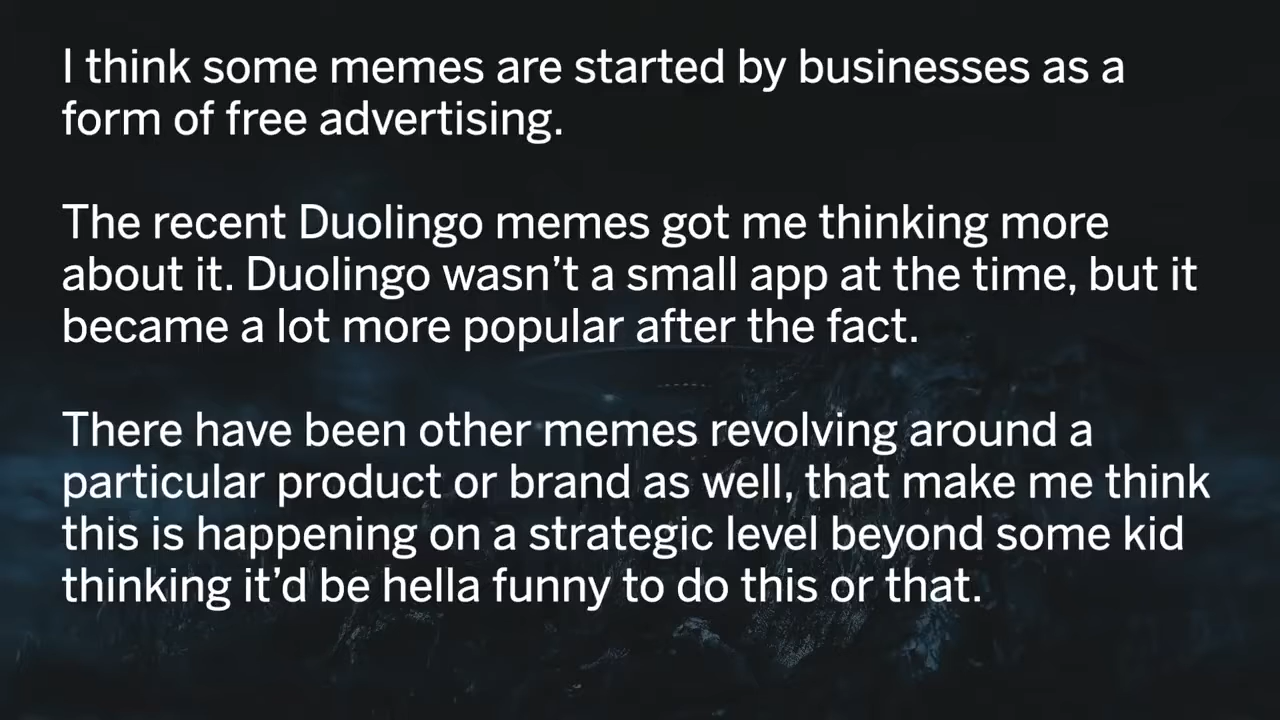 I think some memes are started by businesses as a
form of free advertising.
The recent Duolingo memes got me thinking more
about it. Duolingo wasn’t a small app at the time, but it
became a lot more popular after the fact.
There have been other memes revolving around a
particular product or brand as well, that make me think
this is happening on a strategic level beyond some kid
thinking it’d be hella funny to do this or that.